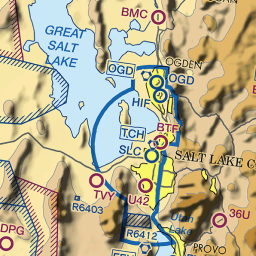 BMC
GREAT
SALT
LAKE
OGDEN
OGD
OGD
HIF
TCH
BTF
SLC
SALT LAKE C
TVY
U42
R6403
36U
Utah
Lake
DPG
R6412
PROVO